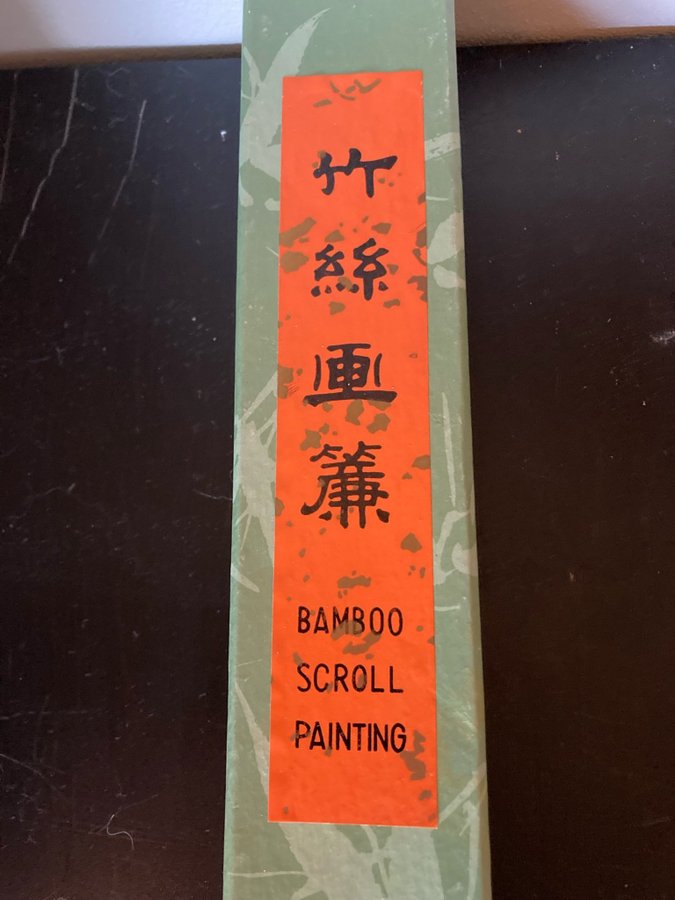 竹絲画簾
BAMBOO
SCROLL
PAINTING